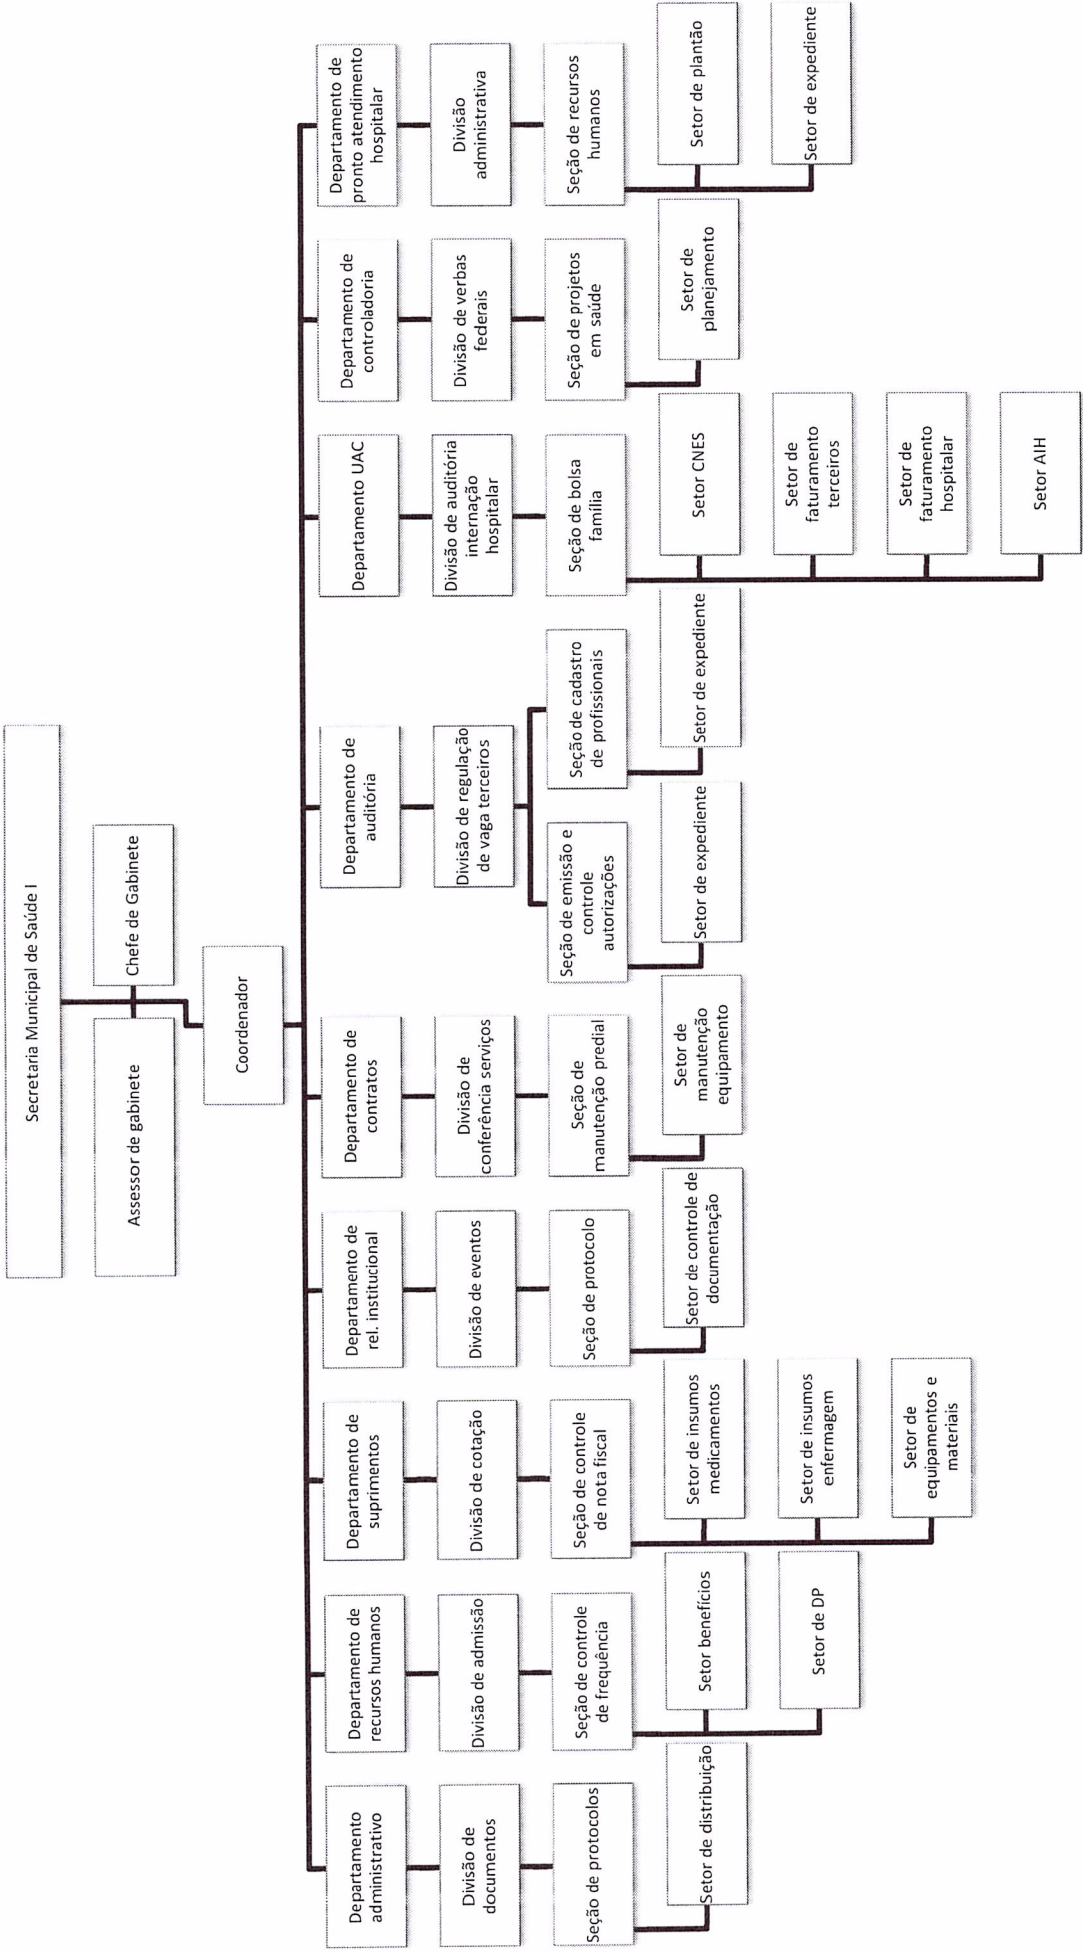 Secretaria Municipal de Saúde I
Assessor de gabinete
Chefe de Gabinete
Coordenador
Departamento
administrativo
Departamento de
recursos humanos
Departamento de
suprimentos
Departamento de
rel. institucional
Departamento de
contratos
Departamento de
auditória
Departamento UAC
Departamento de
controladoria
Departamento de
pronto atendimento
hospitalar
Divisão de
documentos
Divisão de admissão
Divisão de cotação
Divisão de eventos
Divisão de
conferência serviços
Divisão de regulação
de vaga terceiros
Divisão de auditória
internação
hospitalar
Divisão de verbas
federais
Divisão
administrativa
Seção de protocolos
Seção de controle
de frequência
Seção de controle
de nota fiscal
Seção de protocolo
Seção de
manutenção predial
Seção de emissão e
controle
autorizações
Seção de cadastro
de profissionais
Seção de bolsa
família
Seção de projetos
em saúde
Seção de recursos
humanos
Setor de distribuição
Setor benefícios
Setor de insumos
medicamentos
Setor de controle de
documentação
Setor de
manutenção
equipamento
Setor de expediente
Setor de expediente
Setor CNES
Setor de
planejamento
Setor de plantão
Setor de DP
Setor de insumos
enfermagem
Setor de
faturamento
terceiros
Setor de expediente
Setor de
equipamentos e
materiais
Setor de
faturamento
hospitalar
Setor AIH